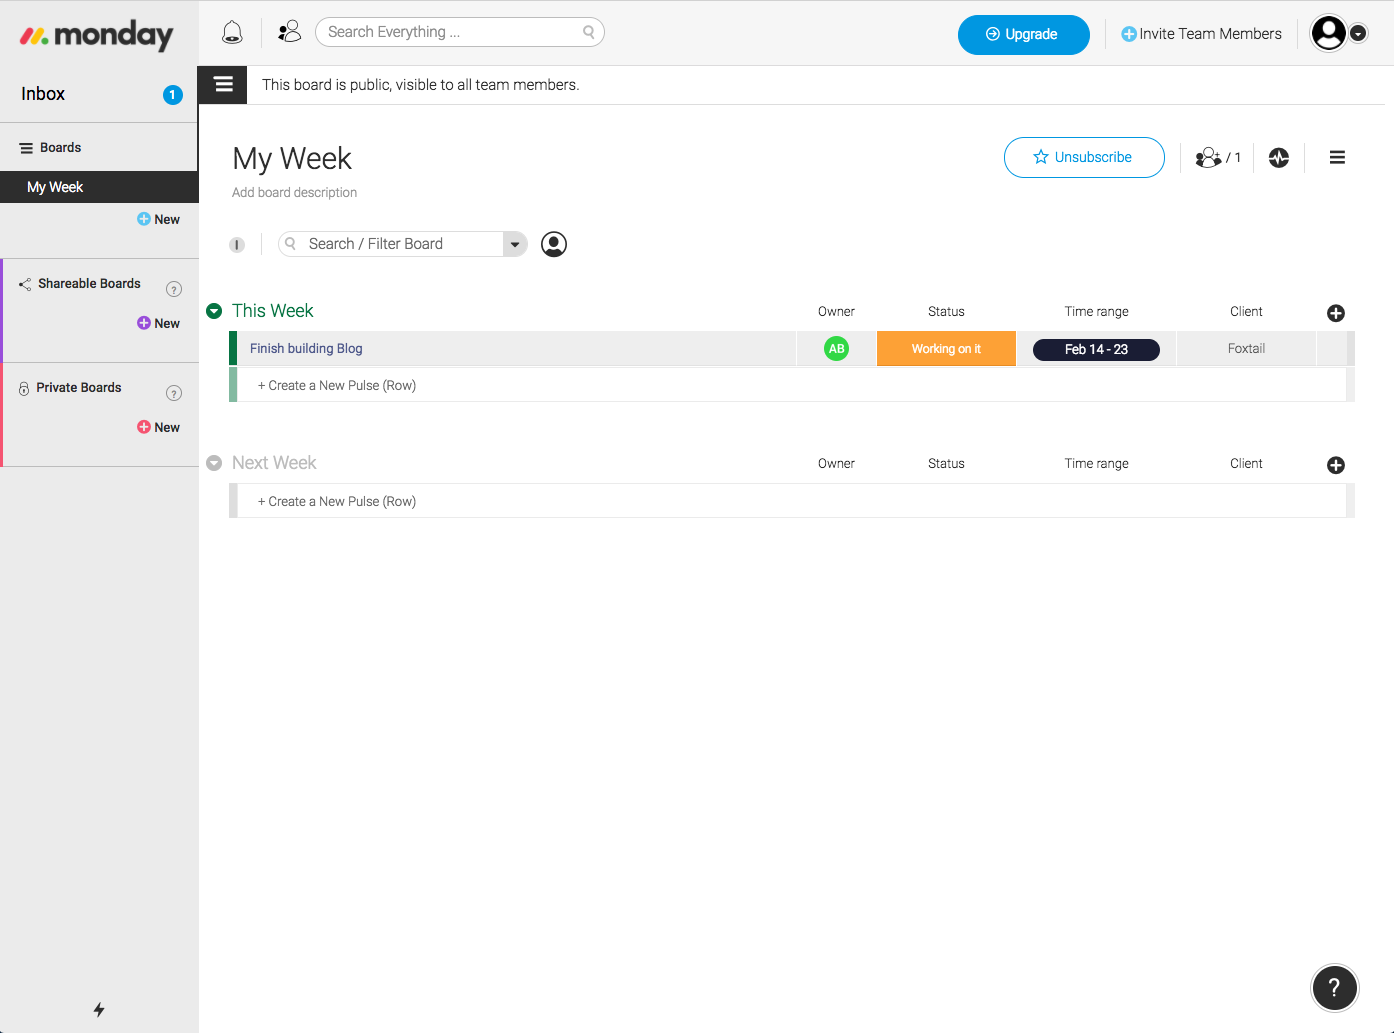 monday
Search Everything ...
Upgrade
Invite Team Members
Inbox
1
This board is public, visible to all team members.
Boards
My Week
New
Shareable Boards
?
New
Private Boards
?
New
My Week
Add board description
Unsubscribe
/ 1
Search / Filter Board
This Week
Owner
Status
Time range
Client
Finish building Blog
AB
Working on it
Feb 14 - 23
Foxtail
+ Create a New Pulse (Row)
Next Week
Owner
Status
Time range
Client
+ Create a New Pulse (Row)
?